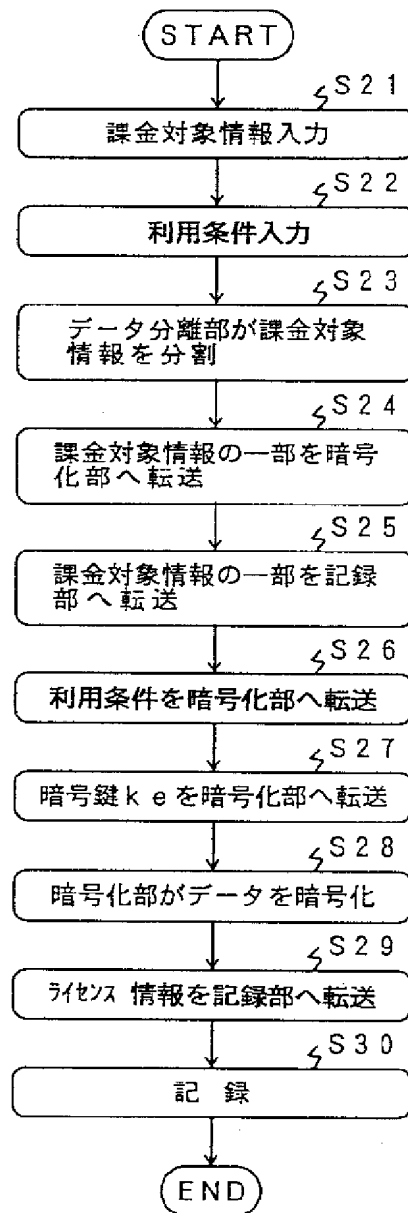 START
S21
課金対象情報入力
S22
利用条件入力
S23
データ分離部が課金対象
情報を分割
S24
課金対象情報の一部を暗号
化部へ転送
S25
課金対象情報の一部を記録
部へ転送
S26
利用条件を暗号化部へ転送
S27
暗号鍵keを暗号化部へ転送
S28
暗号化部がデータを暗号化
S29
ライセンス 情報を記録部へ転送
S30
記 録
END